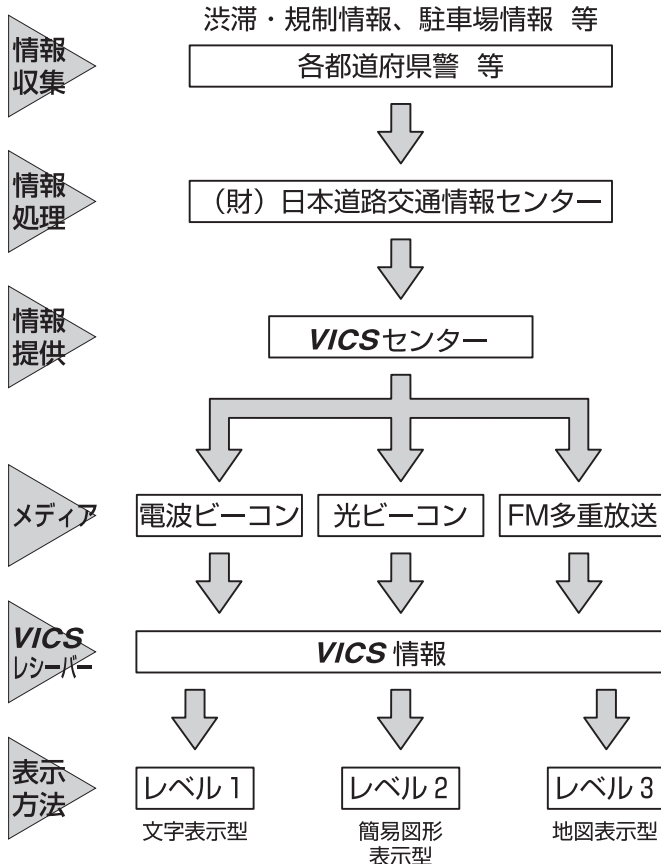 渋滞・規制情報、駐車場情報 等
情報
収集
各都道府県警 等
情報
処理
(財)日本道路交通情報センター
情報
提供
VICSセンター
メディア
電波ビーコン
光ビーコン
FM多重放送
VICS
レシーバー
VICS 情報
表示
方法
レベル1
レベル2
レベル3
文字表示型
簡易図形
表示型
地図表示型